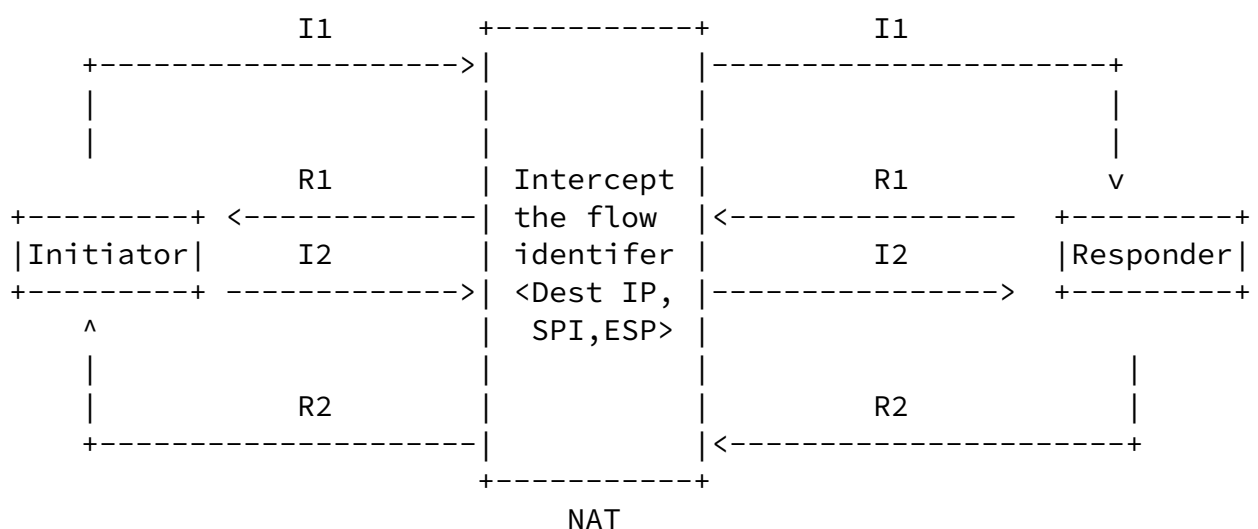 I1 I1
R1 Intercept R1
the flow
Initiator I2 identifer I2 Responder
<Dest IP,
SPI,ESP>
R2 R2
NAT